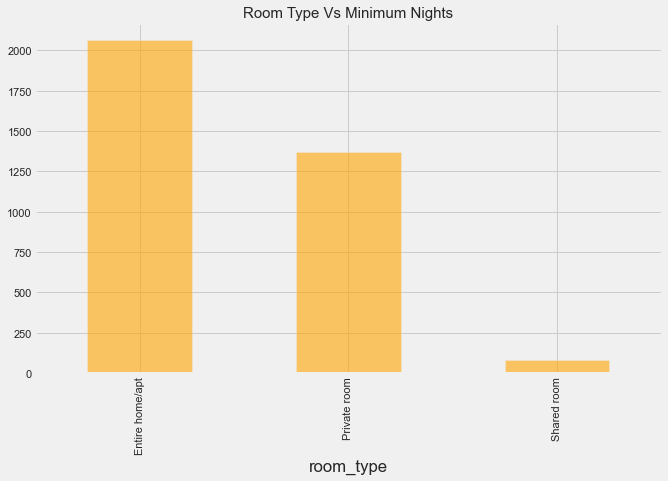 Room Type Vs Minimum Nights
2000
1750
1500
1250
1000
750
500
250
0
Entire home/apt
Private room
Shared room
room_type